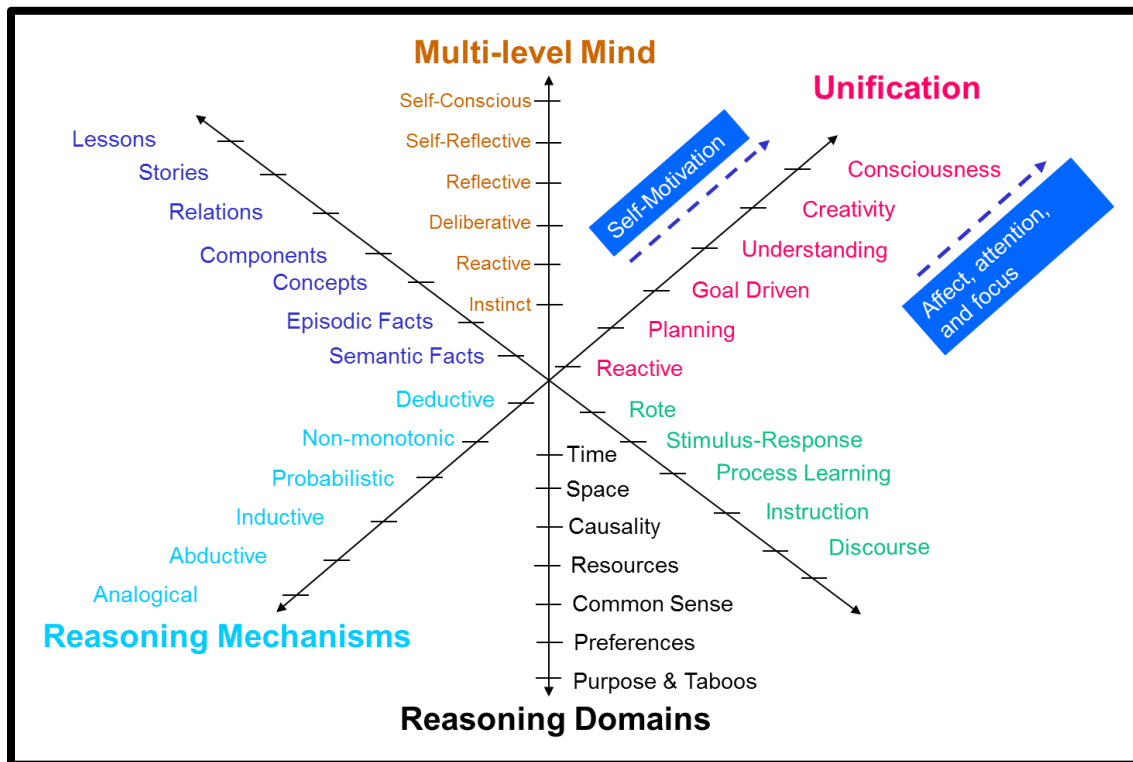 Multi-level Mind
Self-Conscious
Self-Reflective
Reflective
Deliberative
Reactive
Instinct
Unification
Consciousness
Creativity
Understanding
Goal Driven
Planning
Reactive
Self-Motivation
Affect, attention,
and focus
Lessons
Stories
Relations
Components
Concepts
Episodic Facts
Semantic Facts
Deductive
Non-monotonic
Probabilistic
Inductive
Abductive
Analogical
Reasoning Mechanisms
Time
Space
Causality
Resources
Common Sense
Preferences
Purpose & Taboos
Reasoning Domains
Rote
Stimulus-Response
Process Learning
Instruction
Discourse